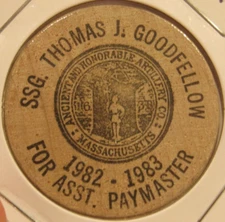 SSG. THOMAS J. GOODFELLOW
ANCIENT AND HONORABLE ARTILLERY CO.
MASSACHUSETTS
1982 - 1983
FOR ASST. PAYMASTER